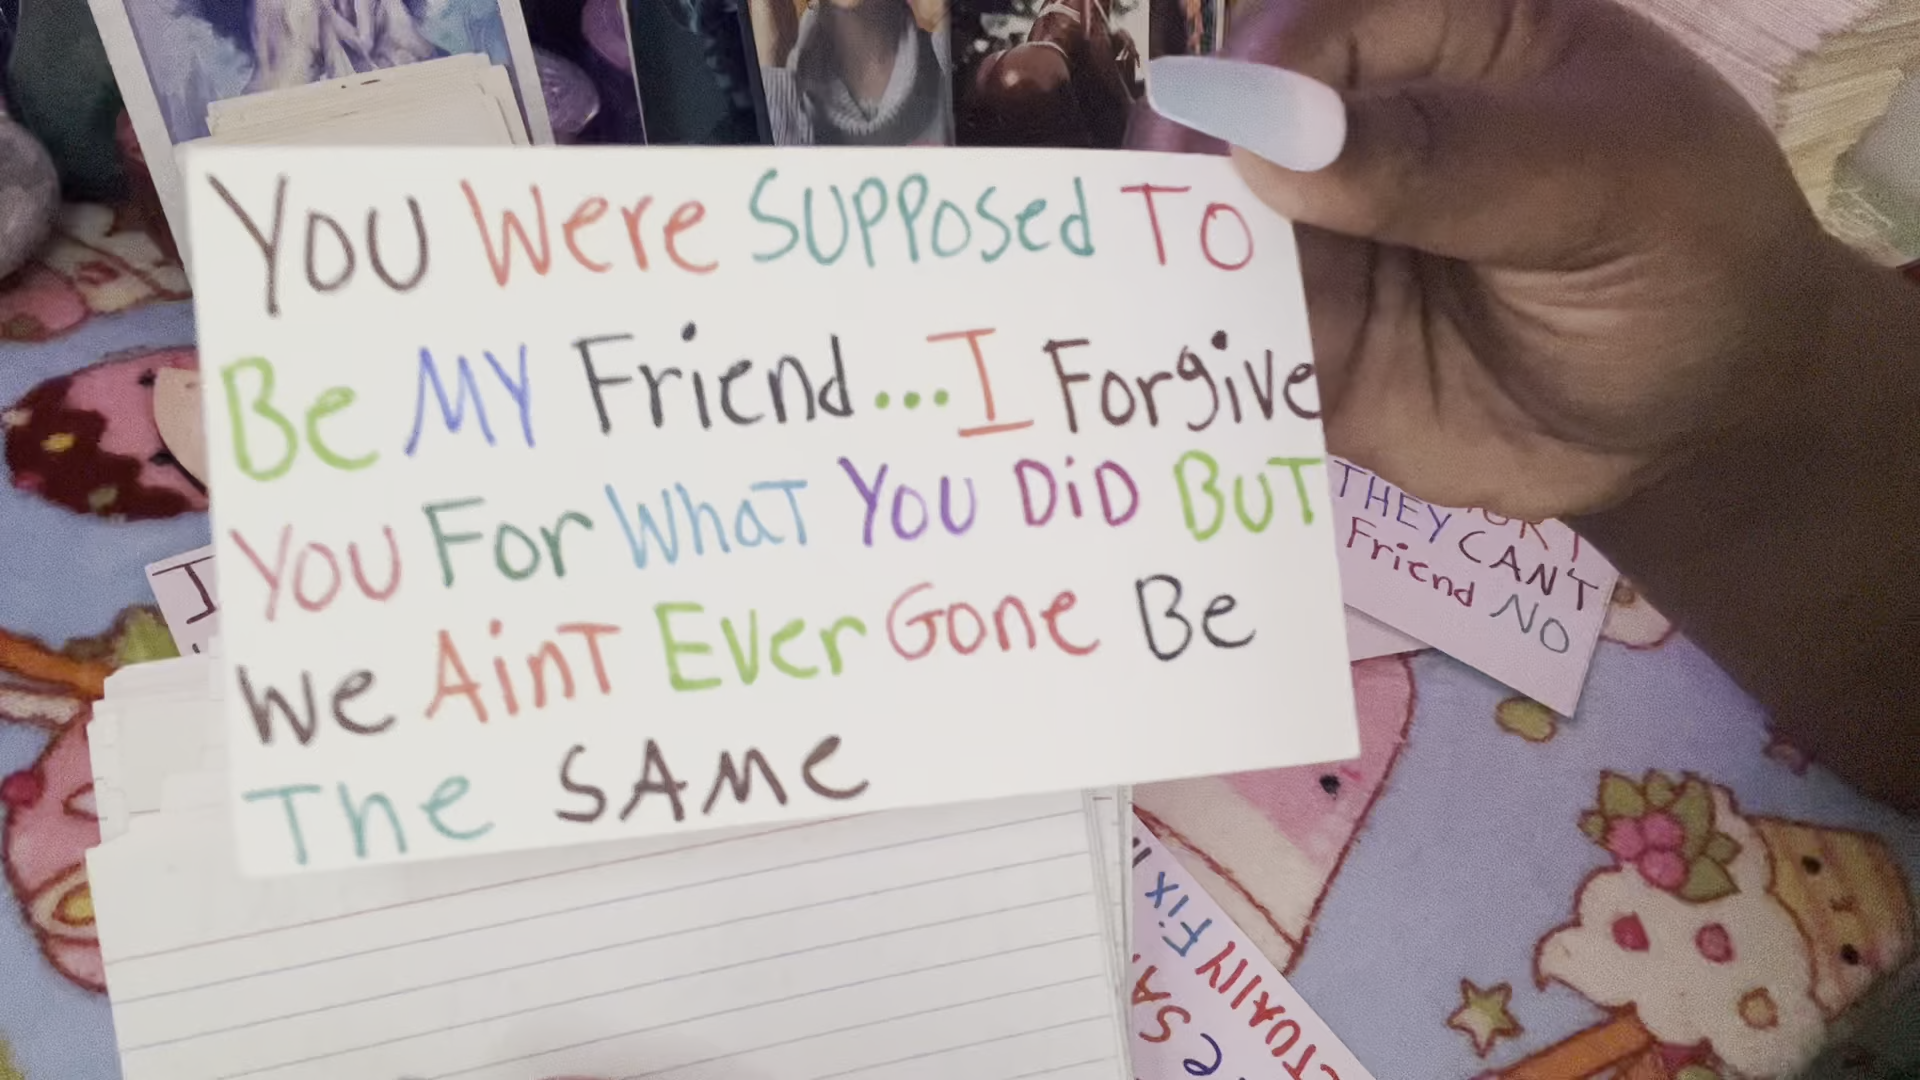 YOU Were Supposed TO
Be MY Friend...I Forgive
YOU For WhaT YOU DiD BUT
We AinT Ever Gone Be
The SAMe
THEY CAN'T
Friend NO
Fix